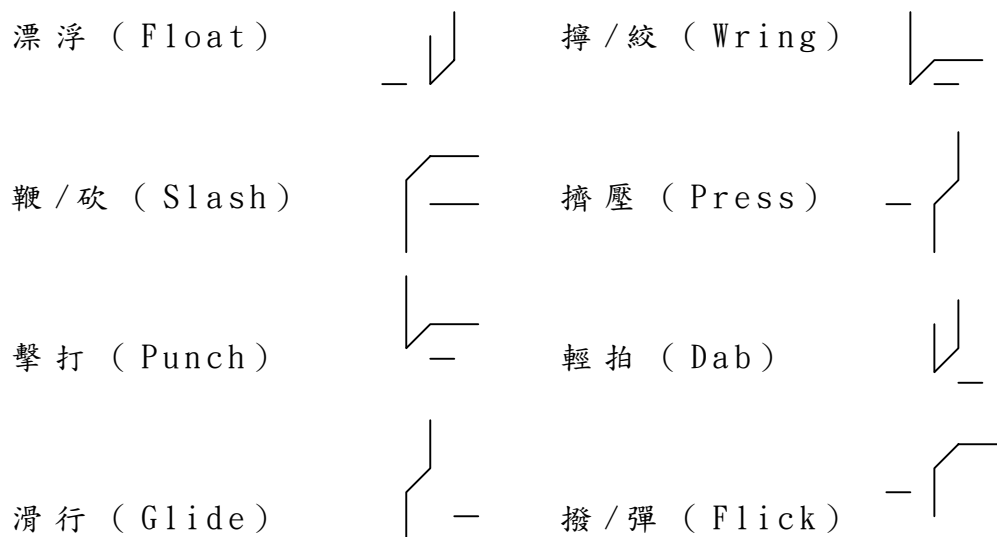 漂浮（Float） 擰/絞（Wring）
鞭/砍（Slash） 擠壓（Press）
擊打（Punch） 輕拍（Dab）
滑行（Glide） 撥/彈（Flick）